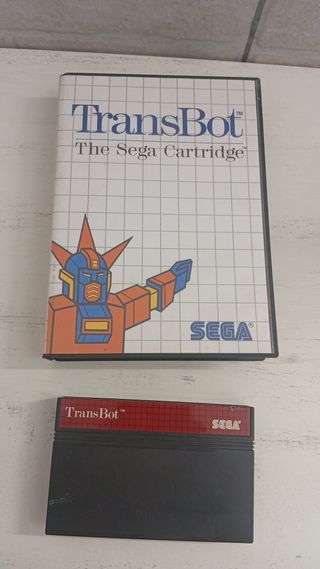 TransBot™
The Sega Cartridge™
SEGA®
TransBot™
SEGA®